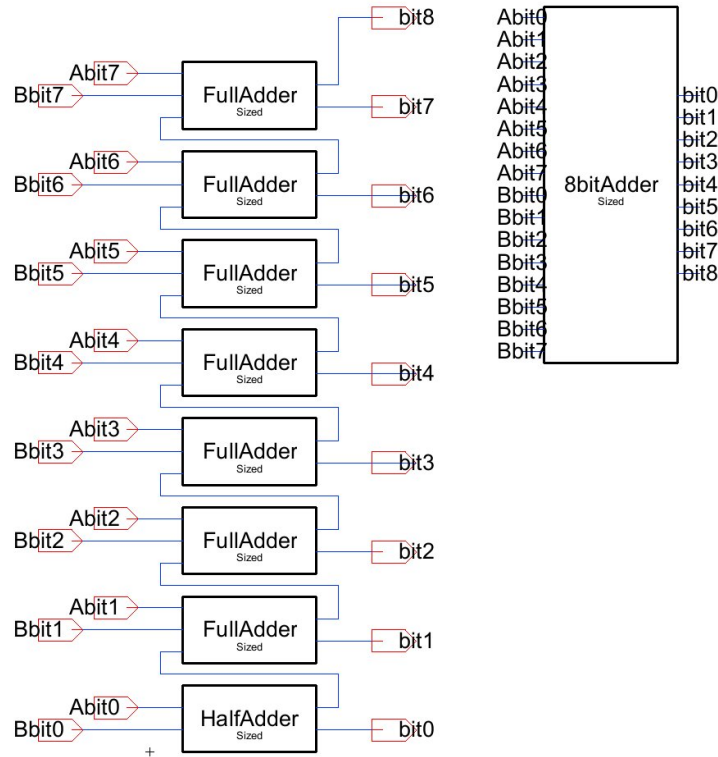 bit8
Abit7
Bbit7
FullAdder
Sized
bit7
Abit6
Bbit6
FullAdder
Sized
bit6
Abit5
Bbit5
FullAdder
Sized
bit5
Abit4
Bbit4
FullAdder
Sized
bit4
Abit3
Bbit3
FullAdder
Sized
bit3
Abit2
Bbit2
FullAdder
Sized
bit2
Abit1
Bbit1
FullAdder
Sized
bit1
Abit0
Bbit0
HalfAdder
Sized
bit0
Abit0
Abit1
Abit2
Abit3
Abit4
Abit5
Abit6
Abit7
Bbit0
Bbit1
Bbit2
Bbit3
Bbit4
Bbit5
Bbit6
Bbit7
8bitAdder
Sized
bit0
bit1
bit2
bit3
bit4
bit5
bit6
bit7
bit8